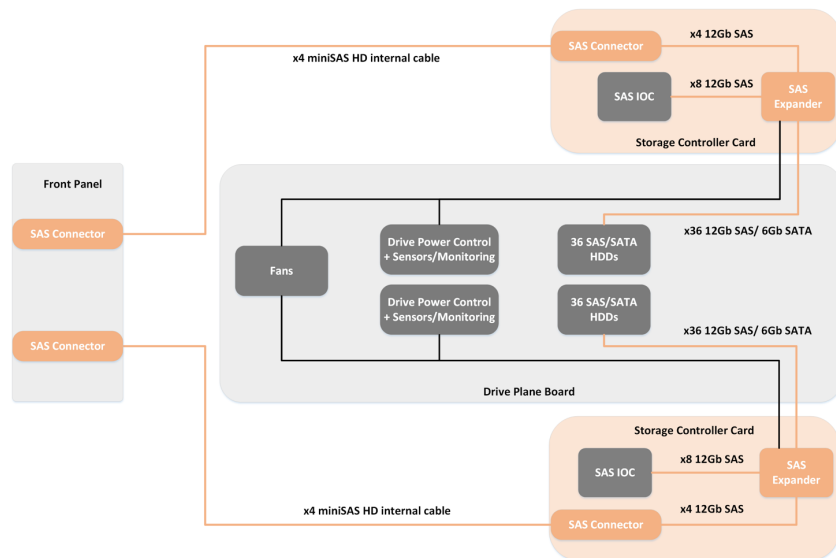 SAS Connector
x4 12Gb SAS
x4 miniSAS HD internal cable
SAS IOC
x8 12Gb SAS
SAS
Expander
Storage Controller Card
Front Panel
SAS Connector
Drive Power Control
+ Sensors/Monitoring
36 SAS/SATA
HDDs
x36 12Gb SAS/ 6Gb SATA
Fans
Drive Power Control
+ Sensors/Monitoring
36 SAS/SATA
HDDs
x36 12Gb SAS/ 6Gb SATA
SAS Connector
Drive Plane Board
Storage Controller Card
SAS IOC
x8 12Gb SAS
SAS
Expander
x4 miniSAS HD internal cable
SAS Connector
x4 12Gb SAS